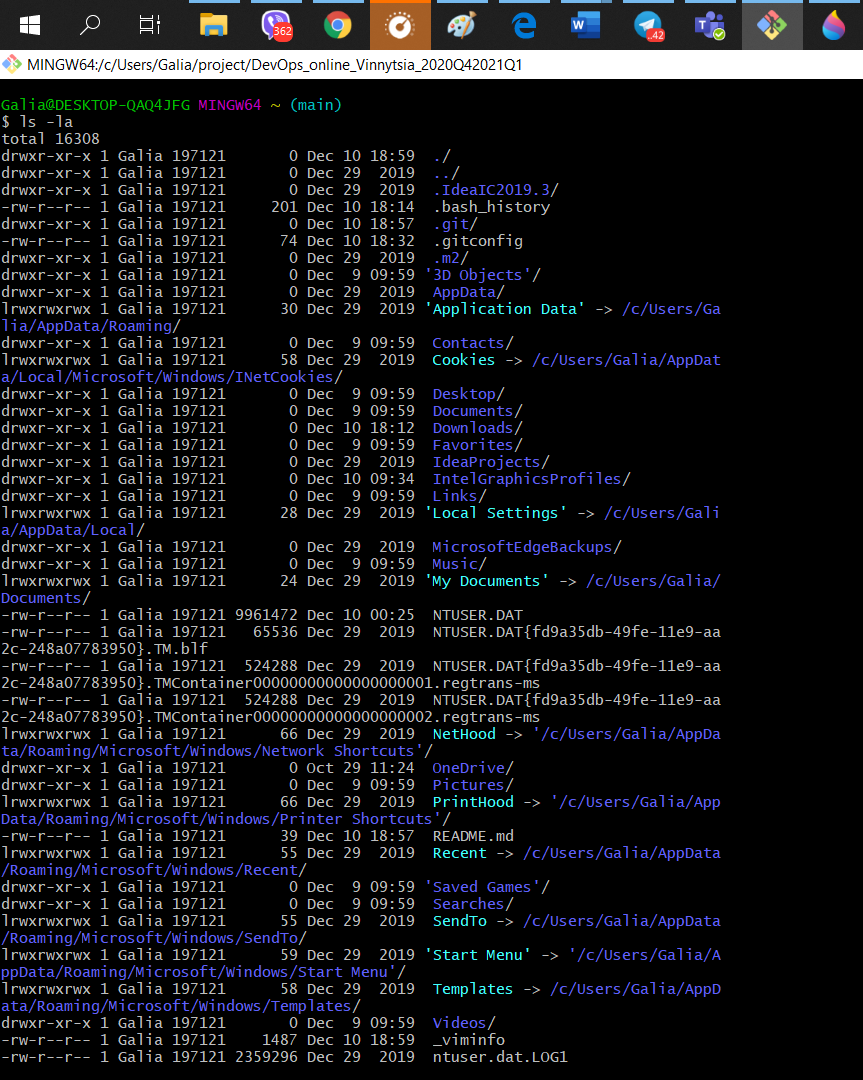 362
..42
MINGW64:/c/Users/Galia/project/DevOps_online_Vinnytsia_2020Q42021Q1
Galia@DESKTOP-QAQ4JFG MINGW64 ~ (main)
$ ls -la
total 16308
drwxr-xr-x 1 Galia 197121       0 Dec 10 18:59  ./
drwxr-xr-x 1 Galia 197121       0 Dec 29  2019  ../
drwxr-xr-x 1 Galia 197121       0 Dec 29  2019  .IdeaIC2019.3/
-rw-r--r-- 1 Galia 197121     201 Dec 10 18:14  .bash_history
drwxr-xr-x 1 Galia 197121       0 Dec 10 18:57  .git/
-rw-r--r-- 1 Galia 197121      74 Dec 10 18:32  .gitconfig
drwxr-xr-x 1 Galia 197121       0 Dec 29  2019  .m2/
drwxr-xr-x 1 Galia 197121       0 Dec  9 09:59 '3D Objects'/
drwxr-xr-x 1 Galia 197121       0 Dec 29  2019  AppData/
lrwxrwxrwx 1 Galia 197121      30 Dec 29  2019 'Application Data' -> /c/Users/Ga
lia/AppData/Roaming/
drwxr-xr-x 1 Galia 197121       0 Dec  9 09:59  Contacts/
lrwxrwxrwx 1 Galia 197121      58 Dec 29  2019  Cookies -> /c/Users/Galia/AppDat
a/Local/Microsoft/Windows/INetCookies/
drwxr-xr-x 1 Galia 197121       0 Dec  9 09:59  Desktop/
drwxr-xr-x 1 Galia 197121       0 Dec  9 09:59  Documents/
drwxr-xr-x 1 Galia 197121       0 Dec 10 18:12  Downloads/
drwxr-xr-x 1 Galia 197121       0 Dec  9 09:59  Favorites/
drwxr-xr-x 1 Galia 197121       0 Dec 29  2019  IdeaProjects/
drwxr-xr-x 1 Galia 197121       0 Dec 10 09:34  IntelGraphicsProfiles/
drwxr-xr-x 1 Galia 197121       0 Dec  9 09:59  Links/
lrwxrwxrwx 1 Galia 197121      28 Dec 29  2019 'Local Settings' -> /c/Users/Gali
a/AppData/Local/
drwxr-xr-x 1 Galia 197121       0 Dec 29  2019  MicrosoftEdgeBackups/
drwxr-xr-x 1 Galia 197121       0 Dec  9 09:59  Music/
lrwxrwxrwx 1 Galia 197121      24 Dec 29  2019 'My Documents' -> /c/Users/Galia/
Documents/
-rw-r--r-- 1 Galia 197121 9961472 Dec 10 00:25  NTUSER.DAT
-rw-r--r-- 1 Galia 197121   65536 Dec 29  2019  NTUSER.DAT{fd9a35db-49fe-11e9-aa
2c-248a07783950}.TM.blf
-rw-r--r-- 1 Galia 197121  524288 Dec 29  2019  NTUSER.DAT{fd9a35db-49fe-11e9-aa
2c-248a07783950}.TMContainer00000000000000000001.regtrans-ms
-rw-r--r-- 1 Galia 197121  524288 Dec 29  2019  NTUSER.DAT{fd9a35db-49fe-11e9-aa
2c-248a07783950}.TMContainer00000000000000000002.regtrans-ms
lrwxrwxrwx 1 Galia 197121      66 Dec 29  2019  NetHood -> '/c/Users/Galia/AppDa
ta/Roaming/Microsoft/Windows/Network Shortcuts'/
drwxr-xr-x 1 Galia 197121       0 Oct 29 11:24  OneDrive/
drwxr-xr-x 1 Galia 197121       0 Dec  9 09:59  Pictures/
lrwxrwxrwx 1 Galia 197121      66 Dec 29  2019  PrintHood -> '/c/Users/Galia/App
Data/Roaming/Microsoft/Windows/Printer Shortcuts'/
-rw-r--r-- 1 Galia 197121      39 Dec 10 18:57  README.md
lrwxrwxrwx 1 Galia 197121      55 Dec 29  2019  Recent -> /c/Users/Galia/AppData
/Roaming/Microsoft/Windows/Recent/
drwxr-xr-x 1 Galia 197121       0 Dec  9 09:59 'Saved Games'/
drwxr-xr-x 1 Galia 197121       0 Dec  9 09:59  Searches/
lrwxrwxrwx 1 Galia 197121      55 Dec 29  2019  SendTo -> /c/Users/Galia/AppData
/Roaming/Microsoft/Windows/SendTo/
lrwxrwxrwx 1 Galia 197121      59 Dec 29  2019 'Start Menu' -> '/c/Users/Galia/A
ppData/Roaming/Microsoft/Windows/Start Menu'/
lrwxrwxrwx 1 Galia 197121      58 Dec 29  2019  Templates -> /c/Users/Galia/AppD
ata/Roaming/Microsoft/Windows/Templates/
drwxr-xr-x 1 Galia 197121       0 Dec  9 09:59  Videos/
-rw-r--r-- 1 Galia 197121    1487 Dec 10 18:59  _viminfo
-rw-r--r-- 1 Galia 197121 2359296 Dec 29  2019  ntuser.dat.LOG1